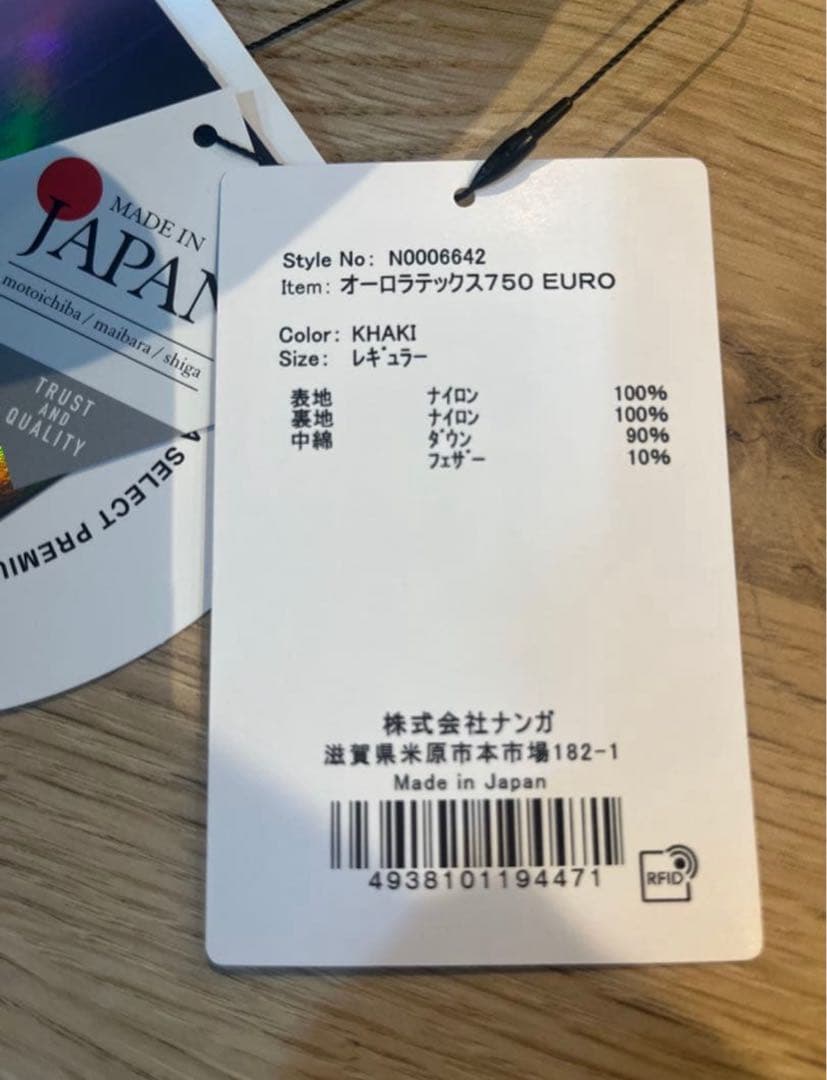 MADE IN
JAPAN
motoichiba / maibara / shiga
TRUST
AND
QUALITY
SELECT
Style No: N0006642
Item: オーロラテックス750 EURO
Color: KHAKI
Size: レギュラー
表地 ナイロン 100%
裏地 ナイロン 100%
中綿 ダウン 90%
フェザー 10%
株式会社ナンガ
滋賀県米原市本市場182-1
Made in Japan
4938101194471
RFID